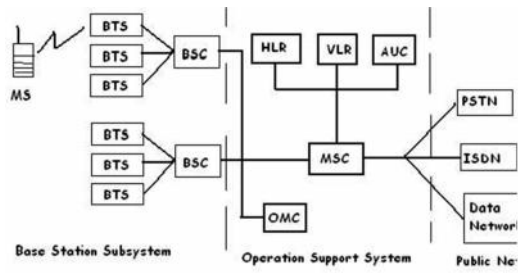 BTS
BTS
BTS
BSC
MS
HLR
VLR
AUC
PSTN
BTS
BTS
BTS
BSC
MSC
ISDN
OMC
Data
Network
Base Station Subsystem
Operation Support System
Public Net